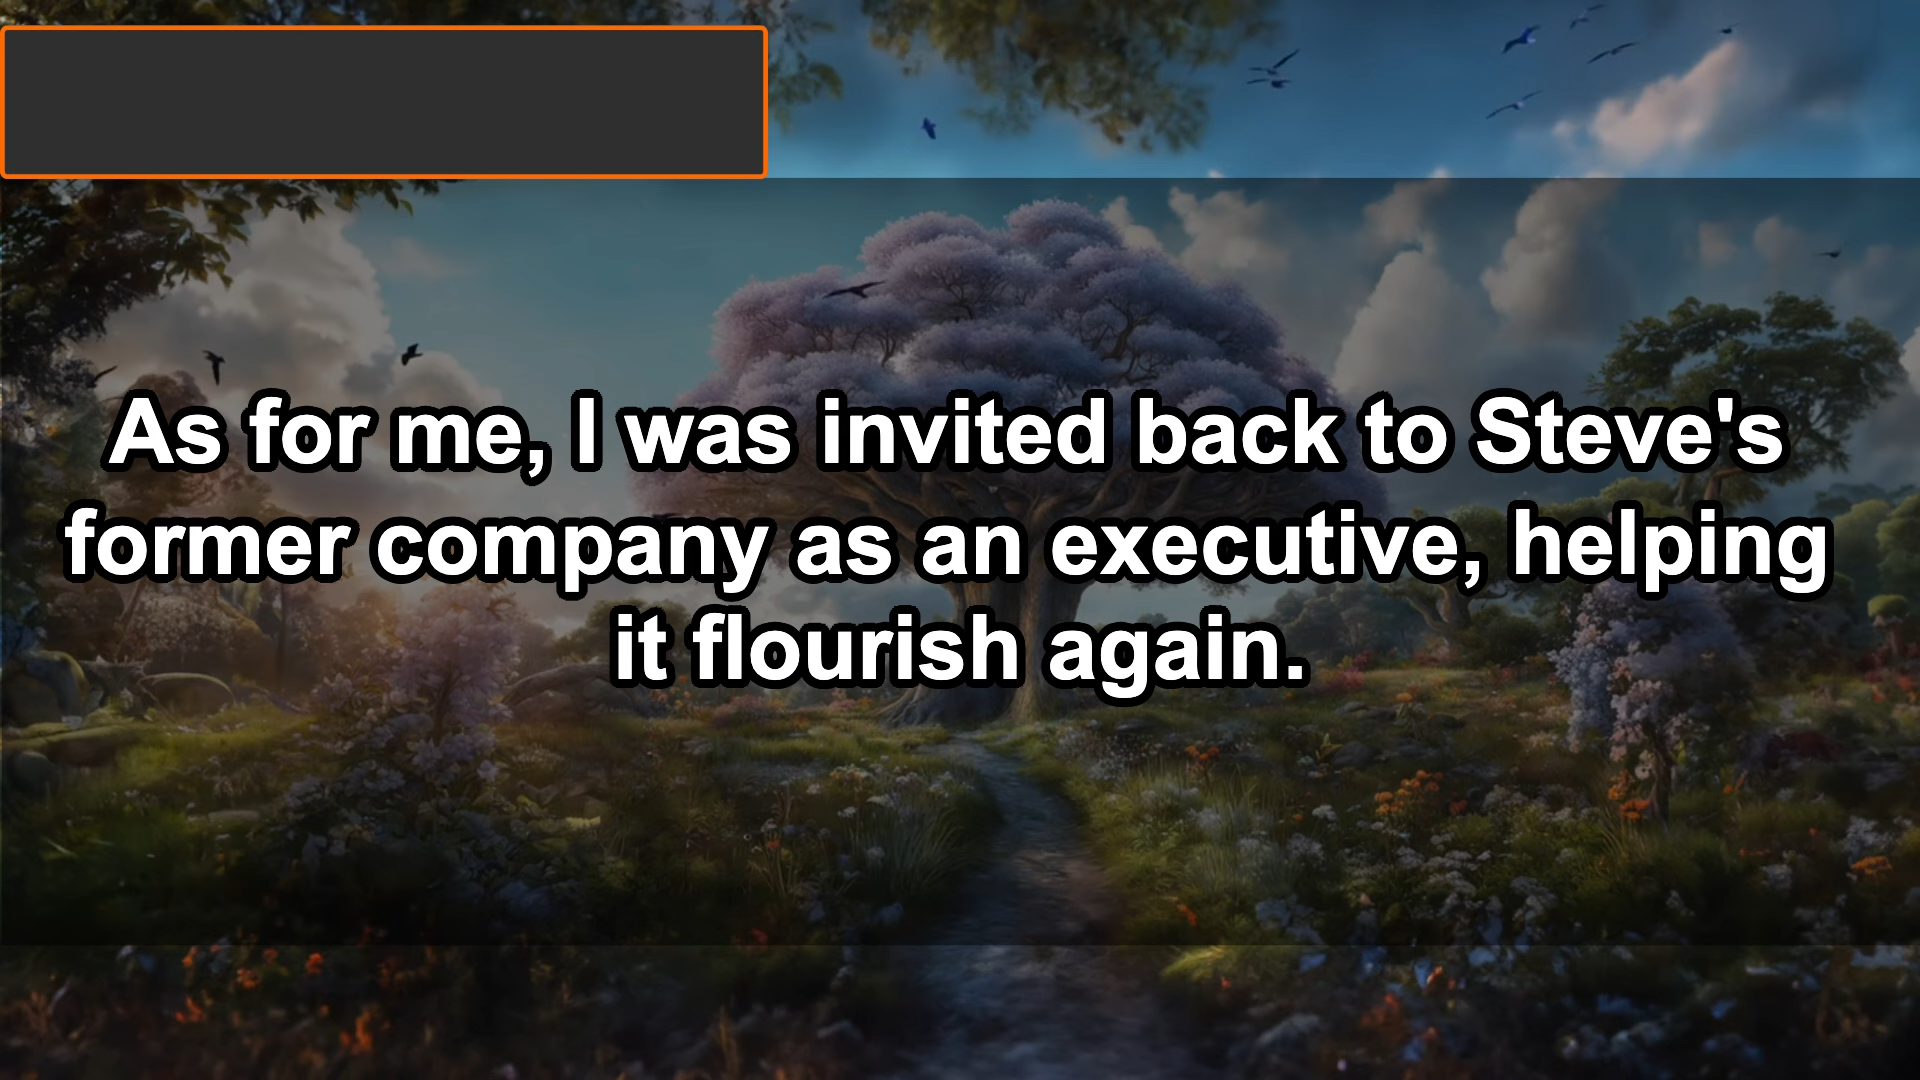 As for me, I was invited back to Steve's
former company as an executive, helping
it flourish again.